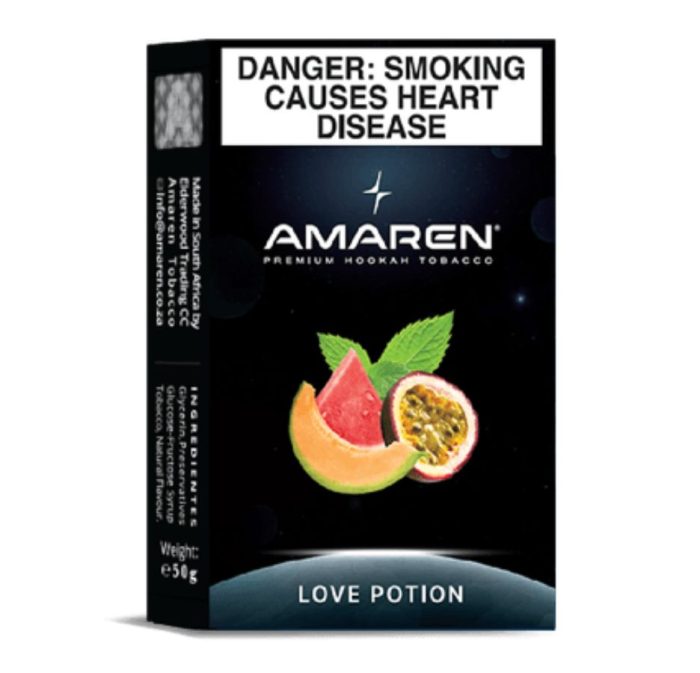 DANGER: SMOKING
CAUSES HEART
DISEASE
AMAREN®
PREMIUM HOOKAH TOBACCO
LOVE POTION
Made in South Africa by
Elderwood Trading CC
Amaren Tobacco
info@amaren.co.za
INGREDIENTES
Glycerin,Preservatives
Glucose-Fructose Syrup
Tobacco, Natural Flavour.
Weight:
℮50g